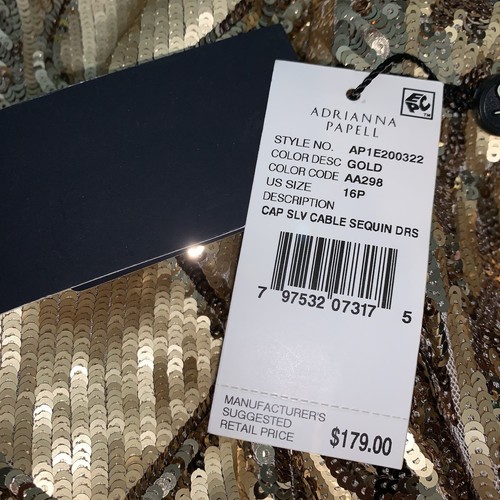 EPC
ADRIANNA
PAPELL
STYLE NO. AP1E200322
COLOR DESC GOLD
COLOR CODE AA298
US SIZE 16P
DESCRIPTION
CAP SLV CABLE SEQUIN DRS
7 97532 07317 5
MANUFACTURER'S
SUGGESTED
RETAIL PRICE $179.00